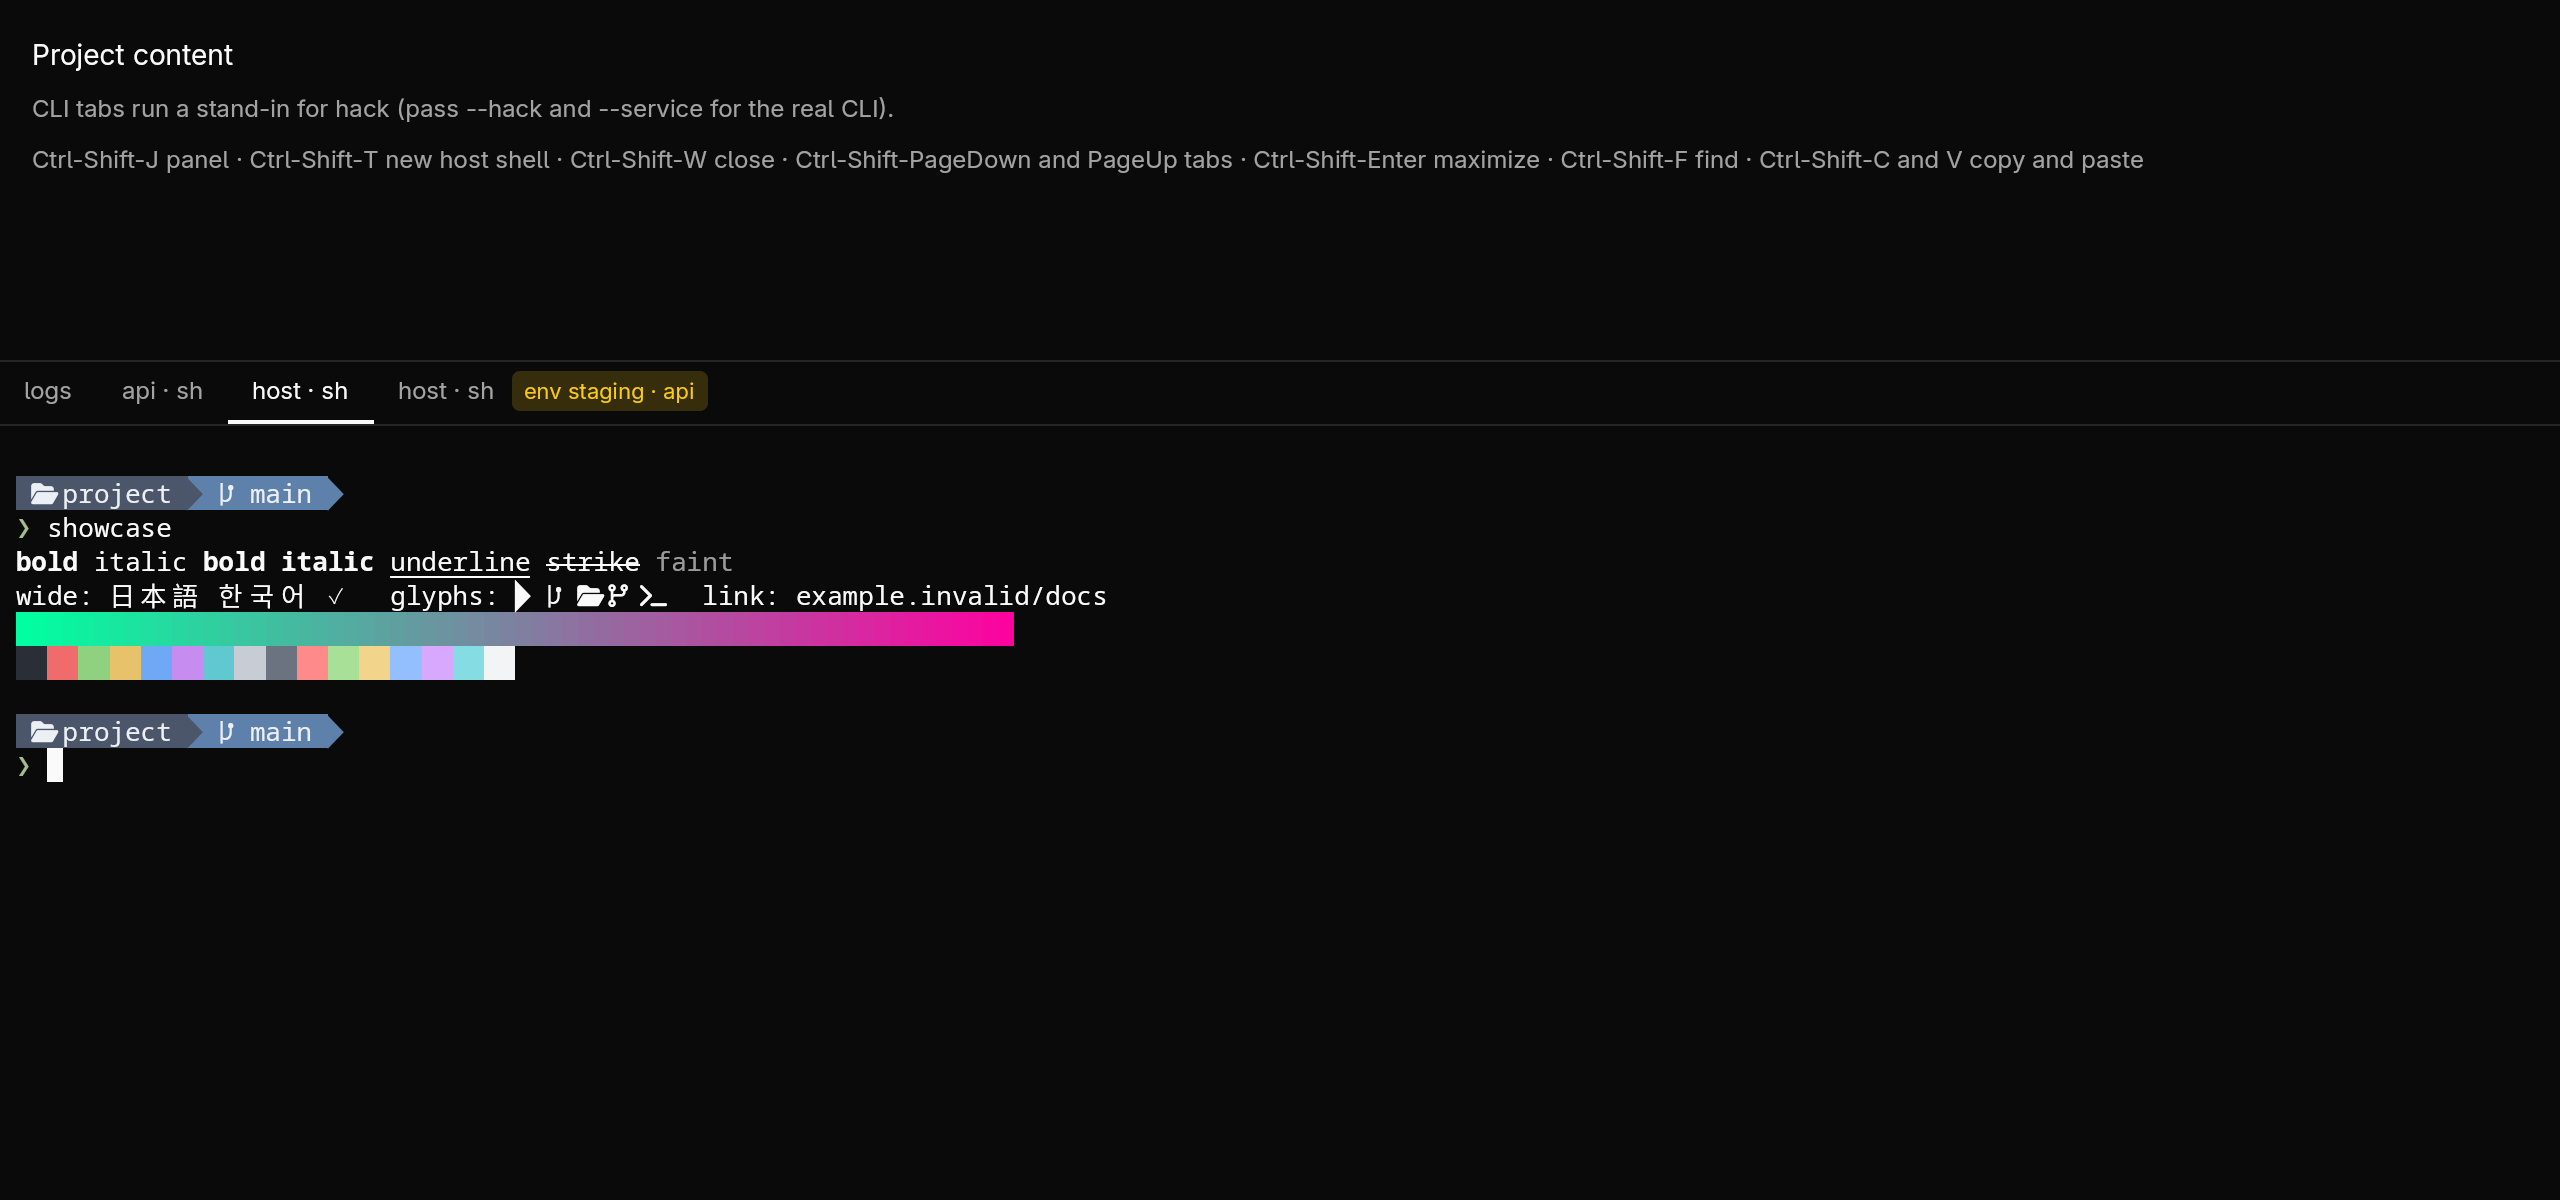 Project content
CLI tabs run a stand-in for hack (pass --hack and --service for the real CLI).
Ctrl-Shift-J panel · Ctrl-Shift-T new host shell · Ctrl-Shift-W close · Ctrl-Shift-PageDown and PageUp tabs · Ctrl-Shift-Enter maximize · Ctrl-Shift-F find · Ctrl-Shift-C and V copy and paste
logs api · sh host · sh host · sh env staging · api
project main
❯ showcase
bold italic bold italic underline strike faint
wide: 日本語 한국어 ✓ glyphs: link: example.invalid/docs
project main
❯